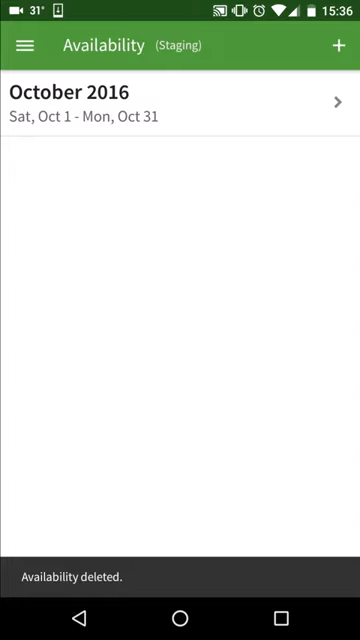 31°
15:36
Availability (Staging)
October 2016
Sat, Oct 1 - Mon, Oct 31
Availability deleted.